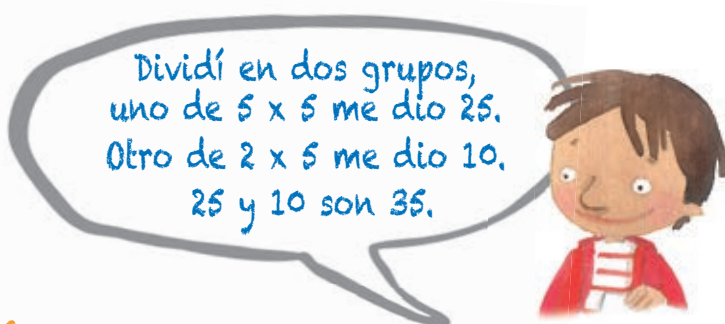 Dividí en dos grupos,
uno de 5 x 5 me dio 25.
Otro de 2 x 5 me dio 10.
25 y 10 son 35.